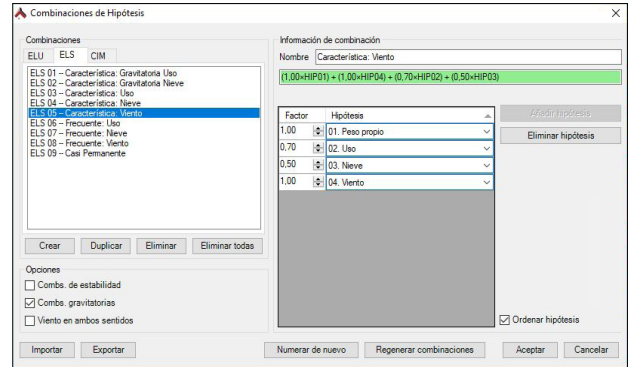 Combinaciones de Hipótesis
Combinaciones
ELU ELS CIM
ELS 01 – Característica: Gravitatoria Uso
ELS 02 – Característica: Gravitatoria Nieve
ELS 03 – Característica: Uso
ELS 04 – Característica: Nieve
ELS 05 – Característica: Viento
ELS 06 – Frecuente: Uso
ELS 07 – Frecuente: Nieve
ELS 08 – Frecuente: Viento
ELS 09 – Casi Permanente
Crear Duplicar Eliminar Eliminar todas
Opciones
Combs. de estabilidad
Combs. gravitatorias
Viento en ambos sentidos
Información de combinación
Nombre Característica: Viento
(1,00×HIP01) + (1,00×HIP04) + (0,70×HIP02) + (0,50×HIP03)
Factor Hipótesis
1,00 01. Peso propio
0,70 02. Uso
0,50 03. Nieve
1,00 04. Viento
Añadir hipótesis
Eliminar hipótesis
Ordenar hipótesis
Importar Exportar Numerar de nuevo Regenerar combinaciones Aceptar Cancelar